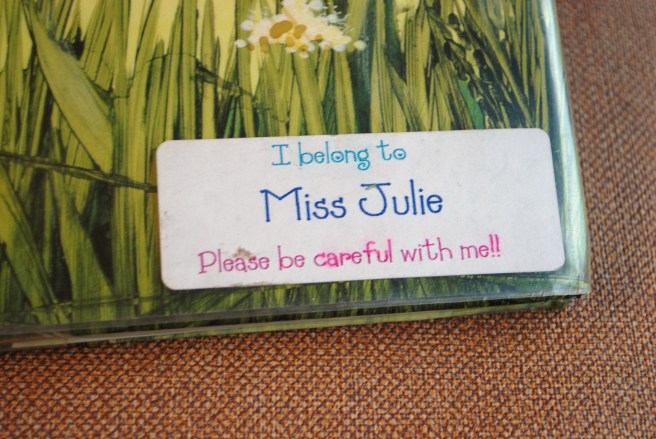 I belong to
Miss Julie
Please be careful with me!!